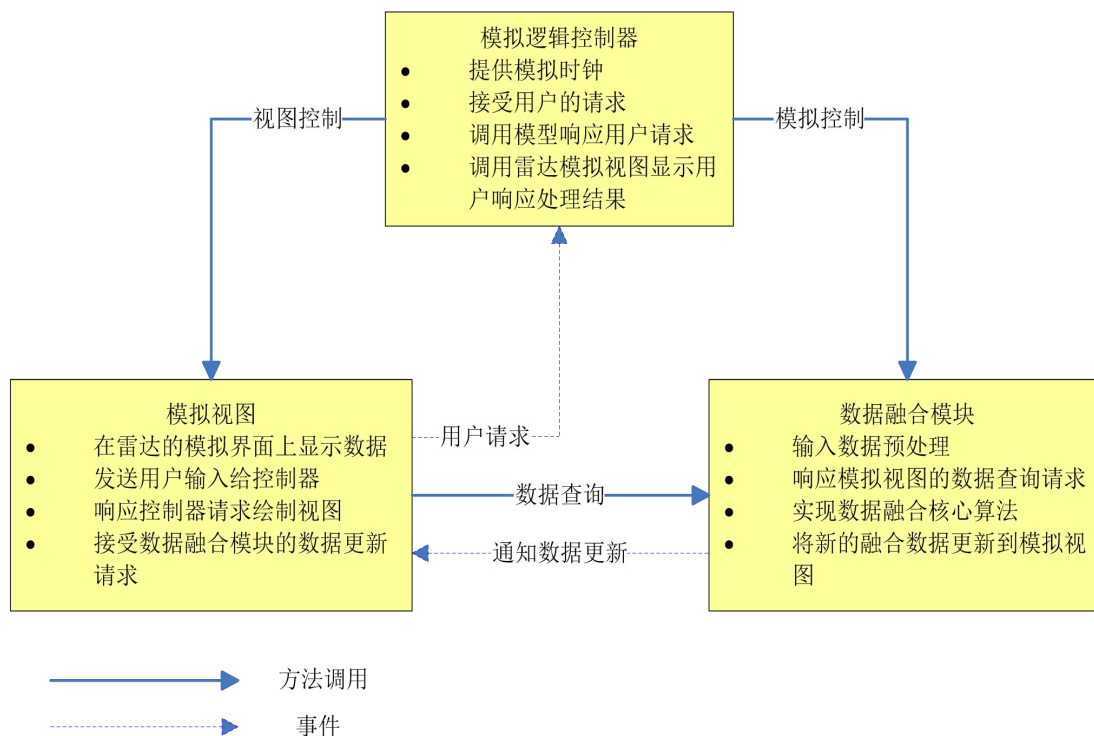 模拟逻辑控制器
● 提供模拟时钟
● 接受用户的请求
● 调用模型响应用户请求
● 调用雷达模拟视图显示用
户响应处理结果
视图控制
模拟控制
模拟视图
● 在雷达的模拟界面上显示数据
● 发送用户输入给控制器
● 响应控制器请求绘制视图
● 接受数据融合模块的数据更新
请求
用户请求
数据查询
通知数据更新
数据融合模块
● 输入数据预处理
● 响应模拟视图的数据查询请求
● 实现数据融合核心算法
● 将新的融合数据更新到模拟视
图
方法调用
事件